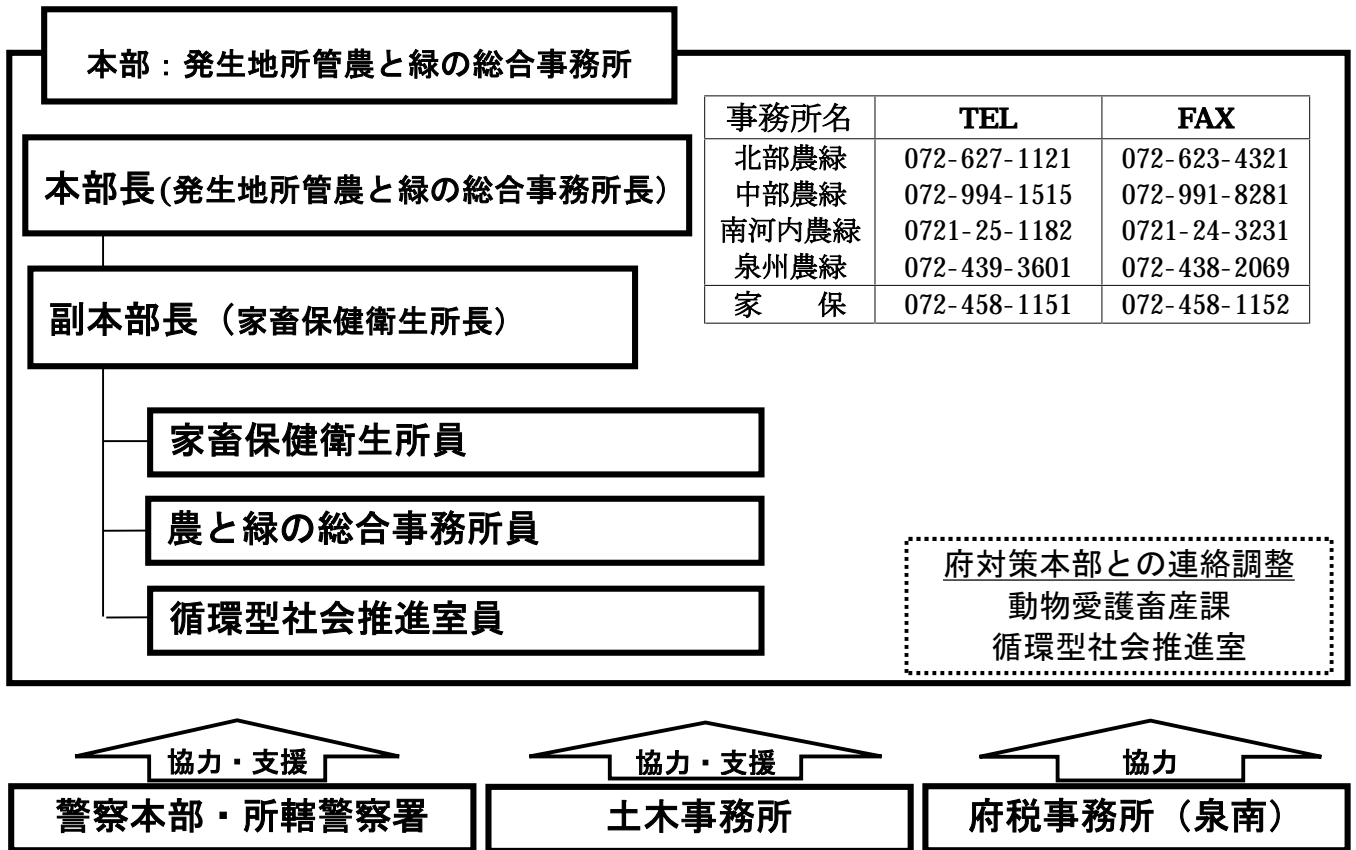 本部：発生地所管農と緑の総合事務所
本部長(発生地所管農と緑の総合事務所長）
副本部長（家畜保健衛生所長）
家畜保健衛生所員
農と緑の総合事務所員
循環型社会推進室員
事務所名 TEL FAX
北部農緑 072-627-1121 072-623-4321
中部農緑 072-994-1515 072-991-8281
南河内農緑 0721-25-1182 0721-24-3231
泉州農緑 072-439-3601 072-438-2069
家　保 072-458-1151 072-458-1152
府対策本部との連絡調整
動物愛護畜産課
循環型社会推進室
協力・支援
警察本部・所轄警察署
協力・支援
土木事務所
協力
府税事務所（泉南）